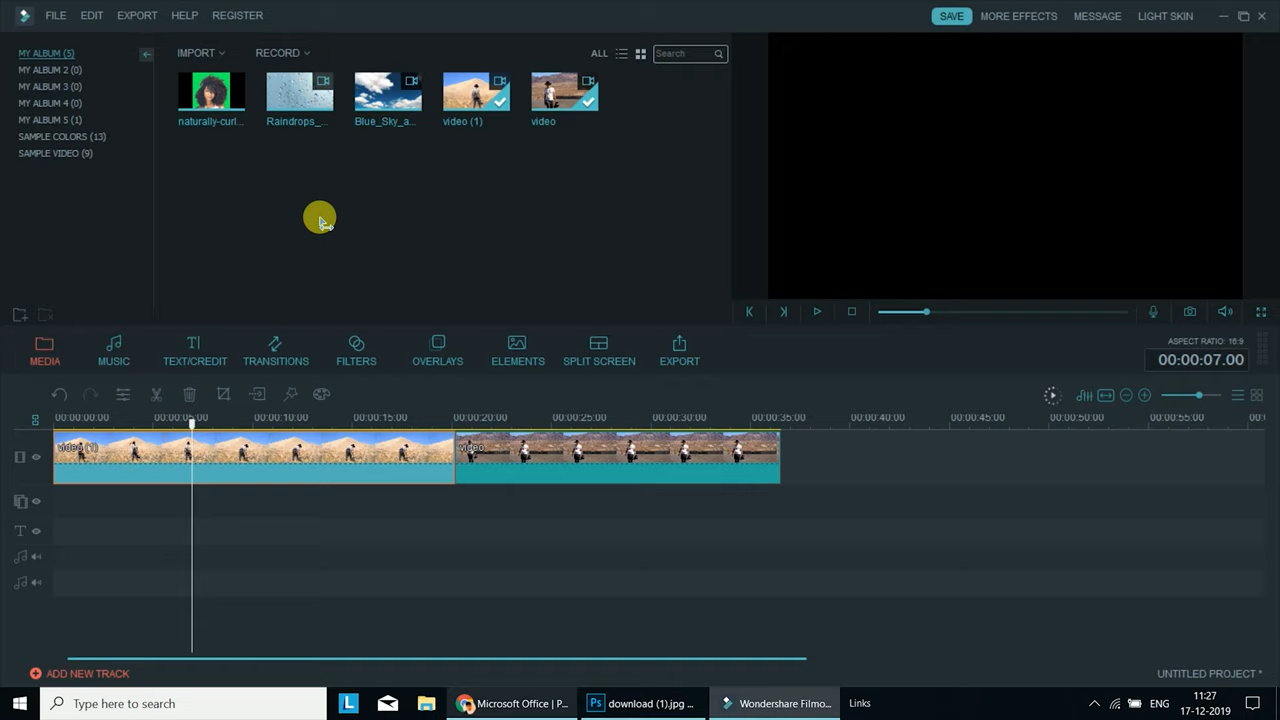 FILE EDIT EXPORT HELP REGISTER SAVE MORE EFFECTS MESSAGE LIGHT SKIN
MY ALBUM (5) IMPORT RECORD ALL Search
MY ALBUM 2 (0)
MY ALBUM 3 (0)
MY ALBUM 4 (0)
MY ALBUM 5 (1)
naturally-curl... Raindrops_... Blue_Sky_a... video (1) video
SAMPLE COLORS (13)
SAMPLE VIDEO (9)
ASPECT RATIO: 16:9
MEDIA MUSIC TEXT/CREDIT TRANSITIONS FILTERS OVERLAYS ELEMENTS SPLIT SCREEN EXPORT 00:00:07.00
00:00:00:00 00:00:05:00 00:00:10:00 00:00:15:00 00:00:20:00 00:00:25:00 00:00:30:00 00:00:35:00 00:00:40:00 00:00:45:00 00:00:50:00 00:00:55:00
video (1) video
ADD NEW TRACK UNTITLED PROJECT *
Type here to search L Microsoft Office | P... Ps download (1).jpg ... Wondershare Filmo... Links ENG 11:27
17-12-2019